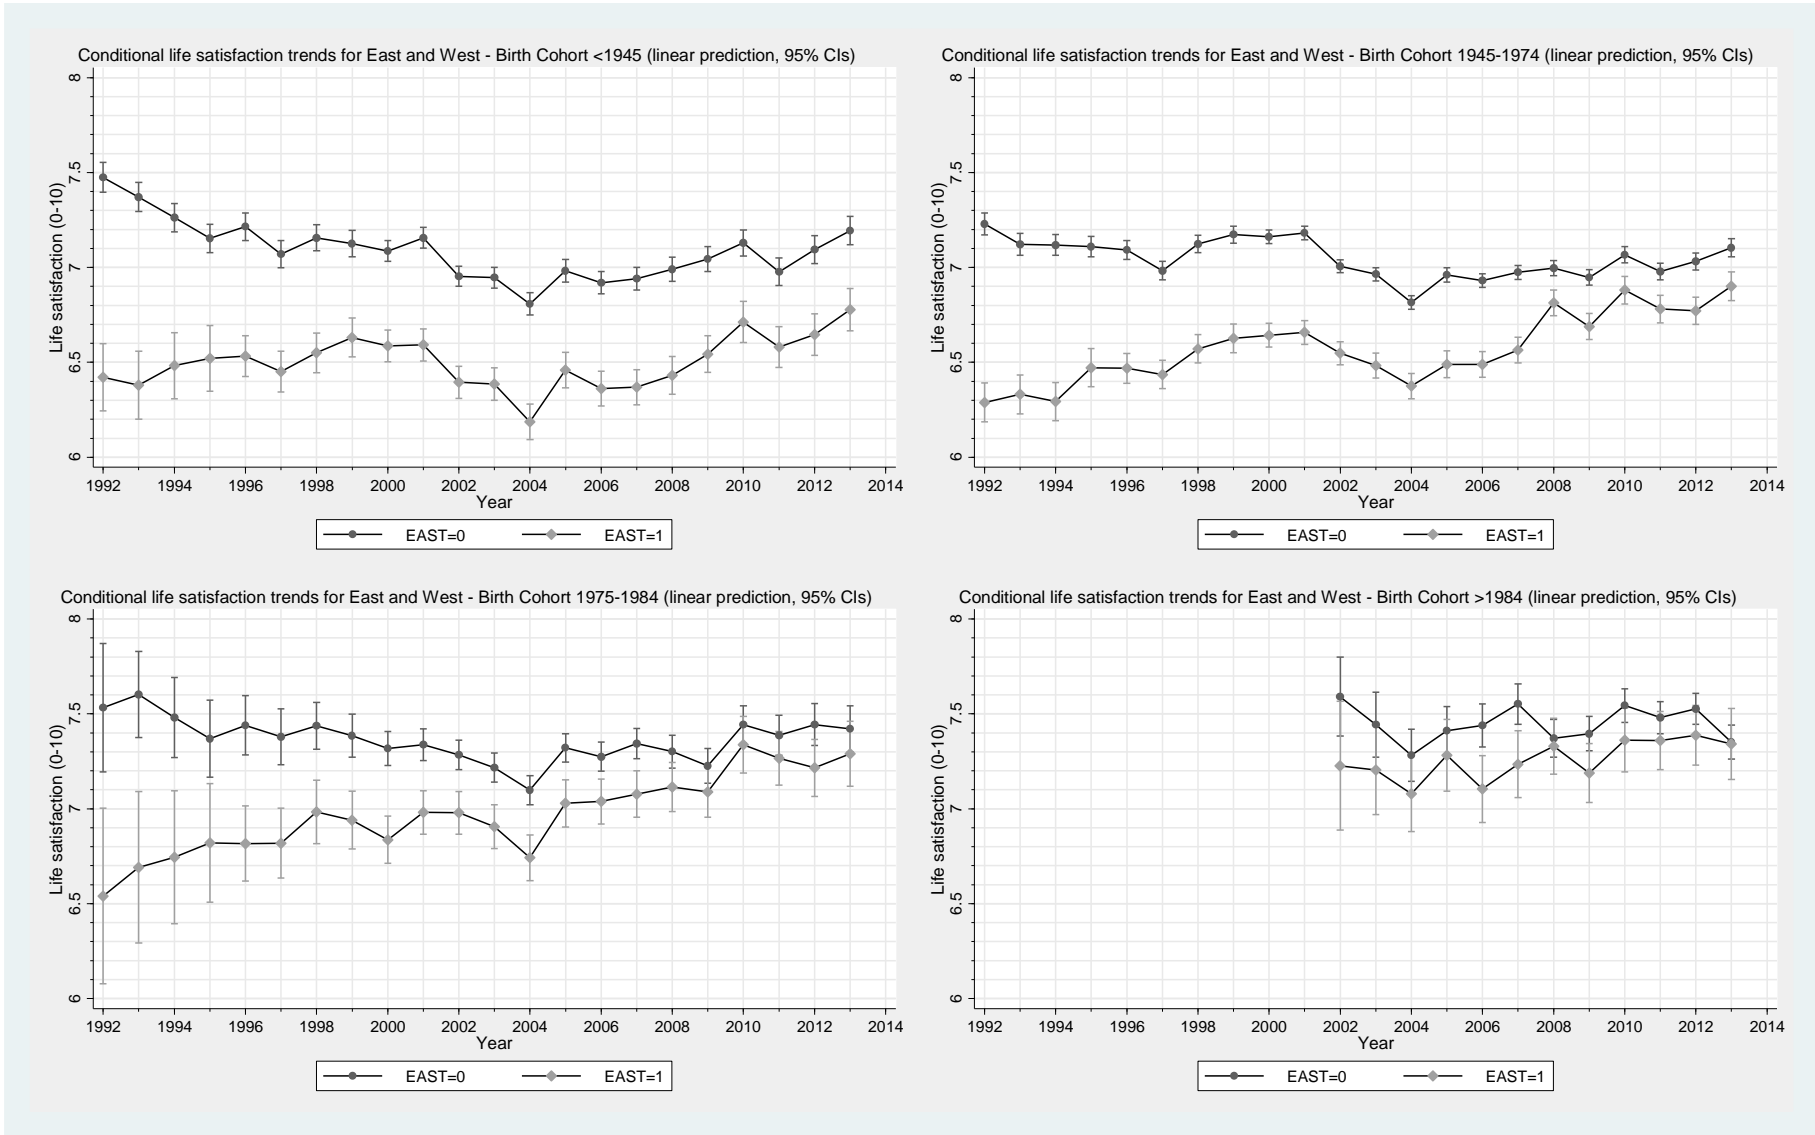 Conditional life satisfaction trends for East and West - Birth Cohort <1945 (linear prediction, 95% CIs)
8
7.5
7
6.5
6
Life satisfaction (0-10)
1992 1994 1996 1998 2000 2002 2004 2006 2008 2010 2012 2014
Year
EAST=0 EAST=1
Conditional life satisfaction trends for East and West - Birth Cohort 1945-1974 (linear prediction, 95% CIs)
8
7.5
7
6.5
6
Life satisfaction (0-10)
1992 1994 1996 1998 2000 2002 2004 2006 2008 2010 2012 2014
Year
EAST=0 EAST=1
Conditional life satisfaction trends for East and West - Birth Cohort 1975-1984 (linear prediction, 95% CIs)
8
7.5
7
6.5
6
Life satisfaction (0-10)
1992 1994 1996 1998 2000 2002 2004 2006 2008 2010 2012 2014
Year
EAST=0 EAST=1
Conditional life satisfaction trends for East and West - Birth Cohort >1984 (linear prediction, 95% CIs)
8
7.5
7
6.5
6
Life satisfaction (0-10)
1992 1994 1996 1998 2000 2002 2004 2006 2008 2010 2012 2014
Year
EAST=0 EAST=1